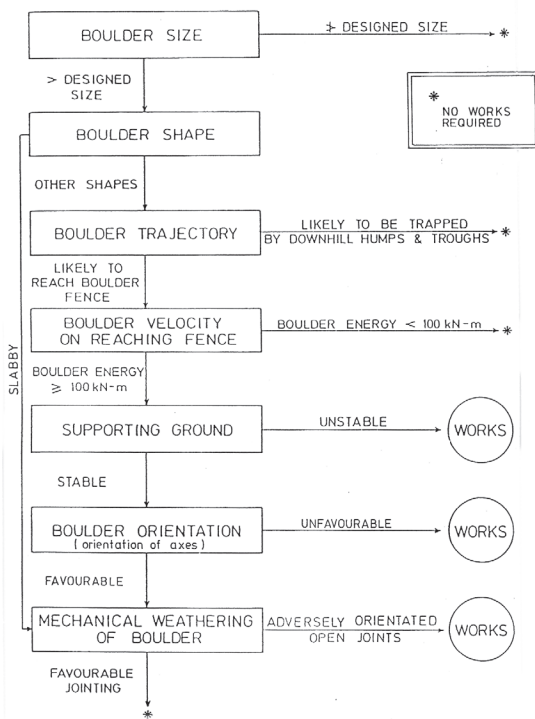 BOULDER SIZE
≯ DESIGNED SIZE
*
> DESIGNED
SIZE
*
NO WORKS
REQUIRED
BOULDER SHAPE
OTHER SHAPES
BOULDER TRAJECTORY
LIKELY TO BE TRAPPED
BY DOWNHILL HUMPS & TROUGHS
*
LIKELY TO
REACH BOULDER
FENCE
BOULDER VELOCITY
ON REACHING FENCE
BOULDER ENERGY < 100 kN-m
*
SLABBY
BOULDER ENERGY
⩾ 100 kN-m
SUPPORTING GROUND
UNSTABLE
WORKS
STABLE
BOULDER ORIENTATION
(orientation of axes)
UNFAVOURABLE
WORKS
FAVOURABLE
MECHANICAL WEATHERING
OF BOULDER
ADVERSELY ORIENTATED
OPEN JOINTS
WORKS
FAVOURABLE
JOINTING
*